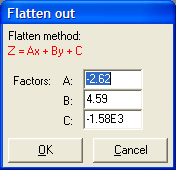 Flatten out
Flatten method:
Z = Ax + By + C
Factors: A: -2.62
B: 4.59
C: -1.58E3
OK Cancel